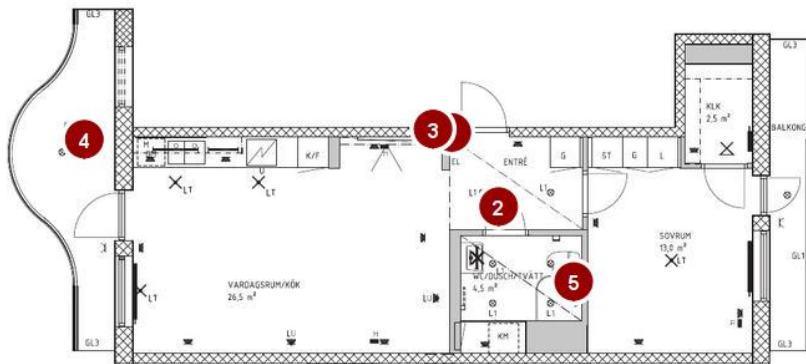 GL3
GL3
4
M
K/F
LT
LT
U
3
EL
ENTRÉ
L1
L1
G
ST
G
L
KLK
2,5 m²
BALKONG
2
SOVRUM
13,0 m²
LT
GL1
VARDAGSRUM/KÖK
26,5 m²
LT
WC/DUSCH/TVÄTT
4,5 m²
5
L1
L1
LU
LU
KM
GL3
GL3